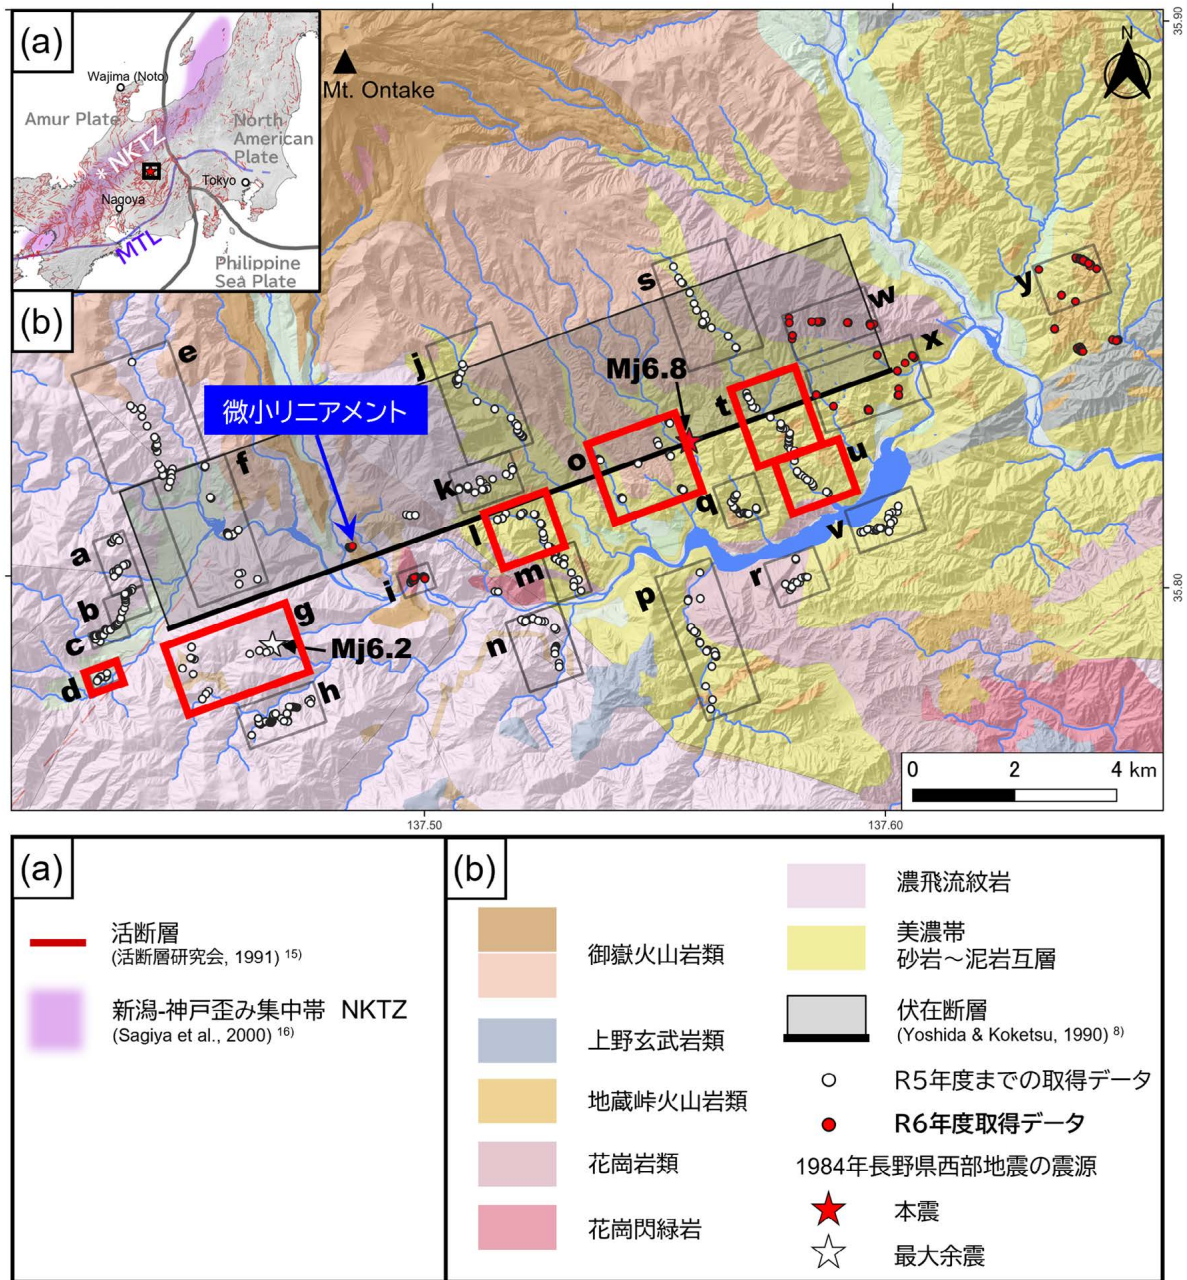 (a)
Wajima (Noto)
Amur Plate
NKTZ
North
American
Plate
Tokyo
Nagoya
MTL
Philippine
Sea Plate
Mt. Ontake
N
35.90
(b)
微小リニアメント
Mj6.8
Mj6.2
a
b
c
d
e
f
g
h
i
j
k
l
m
n
o
p
q
r
s
t
u
v
w
x
y
35.80
0 2 4 km
137.50
137.60
(a)
活断層
(活断層研究会, 1991) 15)
新潟-神戸歪み集中帯 NKTZ
(Sagiya et al., 2000) 16)
(b)
御嶽火山岩類
上野玄武岩類
地蔵峠火山岩類
花崗岩類
花崗閃緑岩
濃飛流紋岩
美濃帯
砂岩～泥岩互層
伏在断層
(Yoshida & Koketsu, 1990) 8)
R5年度までの取得データ
R6年度取得データ
1984年長野県西部地震の震源
本震
最大余震